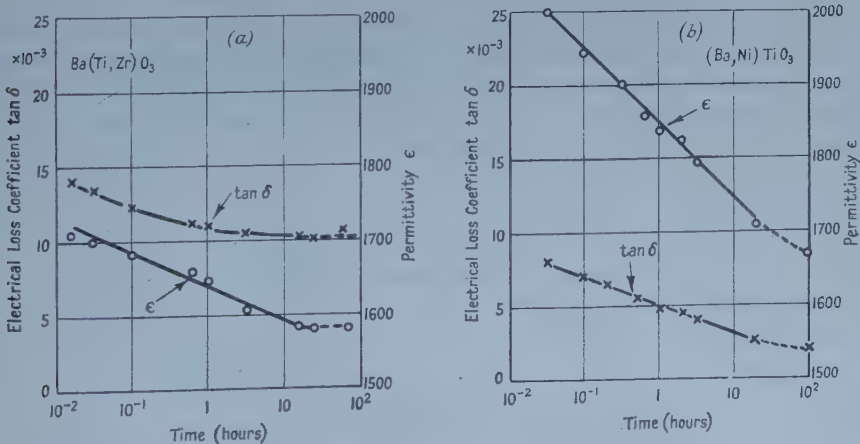 (a)
Ba(Ti, Zr)O₃
Electrical Loss Coefficient tan δ
×10⁻³
25
20
15
10
5
0
tan δ
ε
2000
1900
1800
1700
1600
1500
Permittivity ε
10⁻²
10⁻¹
1
10
10²
Time (hours)
(b)
(Ba, Ni) TiO₃
Electrical Loss Coefficient tan δ
×10⁻³
25
20
15
10
5
0
ε
tan δ
2000
1900
1800
1700
1600
1500
Permittivity ε
10⁻²
10⁻¹
1
10
10²
Time (hours)